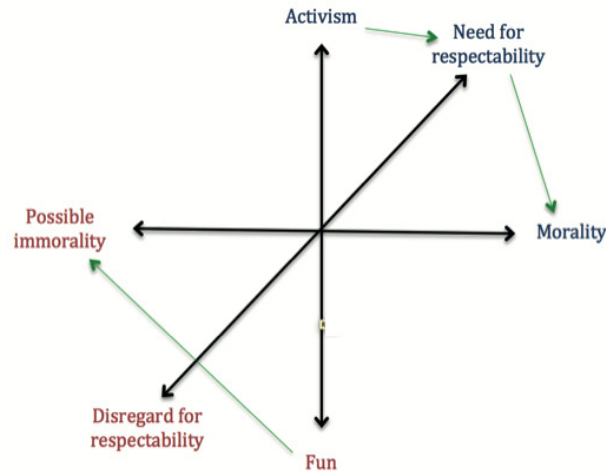 Activism
Need for
respectability
Possible
immorality
Morality
Disregard for
respectability
Fun